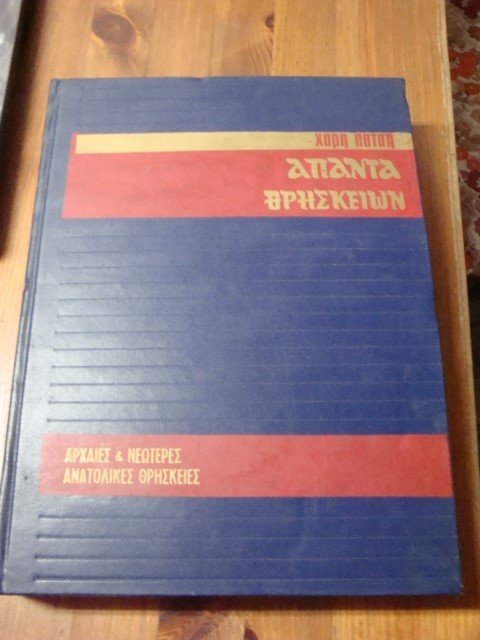 χαρη πατση
ΑΠΑΝΤΑ
ΘΡΗΣΚΕΙΩΝ
ΑΡΧΑΙΕΣ & ΝΕΩΤΕΡΕΣ
ΑΝΑΤΟΛΙΚΕΣ ΘΡΗΣΚΕΙΕΣ